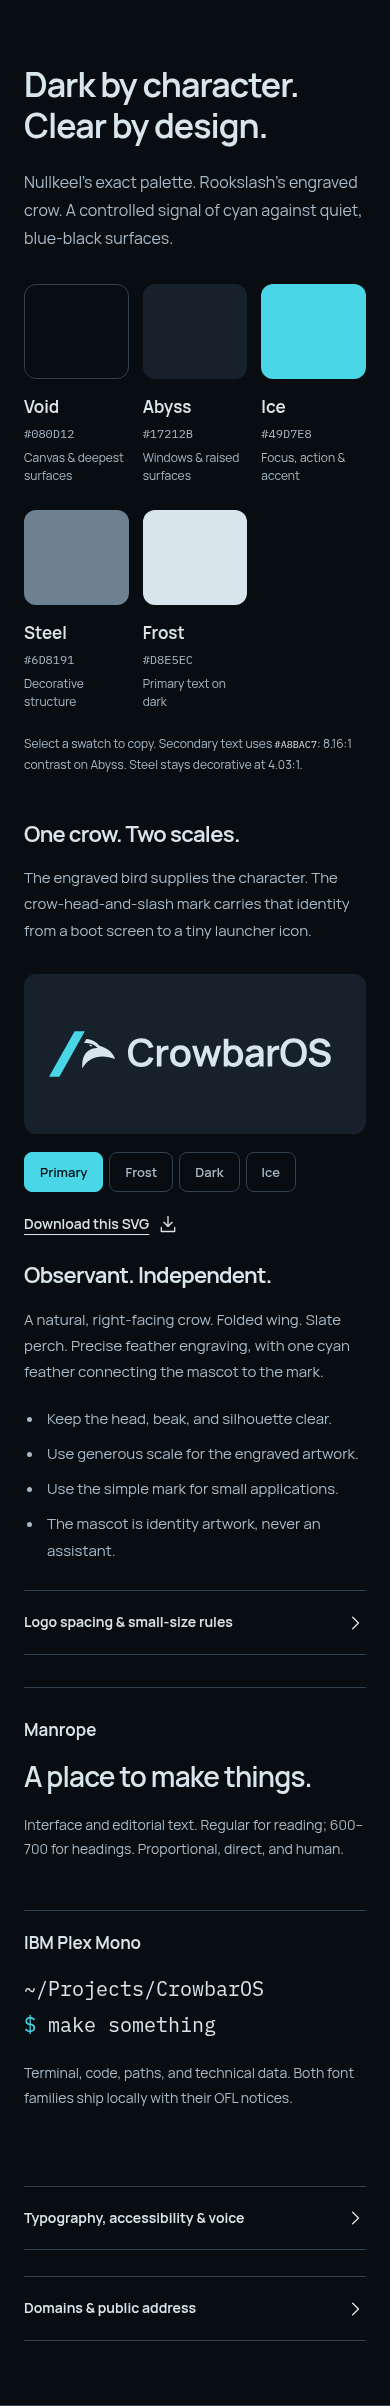 Dark by character.
Clear by design.
Nullkeel's exact palette. Rookslash's engraved
crow. A controlled signal of cyan against quiet,
blue-black surfaces.
Void
#080D12
Canvas & deepest
surfaces
Abyss
#17212B
Windows & raised
surfaces
Ice
#49D7E8
Focus, action &
accent
Steel
#6D8191
Decorative
structure
Frost
#D8E5EC
Primary text on
dark
Select a swatch to copy. Secondary text uses #A8BAC7: 8.16:1
contrast on Abyss. Steel stays decorative at 4.03:1.
One crow. Two scales.
The engraved bird supplies the character. The
crow-head-and-slash mark carries that identity
from a boot screen to a tiny launcher icon.
CrowbarOS
Primary Frost Dark Ice
Download this SVG
Observant. Independent.
A natural, right-facing crow. Folded wing. Slate
perch. Precise feather engraving, with one cyan
feather connecting the mascot to the mark.
• Keep the head, beak, and silhouette clear.
• Use generous scale for the engraved artwork.
• Use the simple mark for small applications.
• The mascot is identity artwork, never an
assistant.
Logo spacing & small-size rules
Manrope
A place to make things.
Interface and editorial text. Regular for reading; 600–
700 for headings. Proportional, direct, and human.
IBM Plex Mono
~/Projects/CrowbarOS
$ make something
Terminal, code, paths, and technical data. Both font
families ship locally with their OFL notices.
Typography, accessibility & voice
Domains & public address